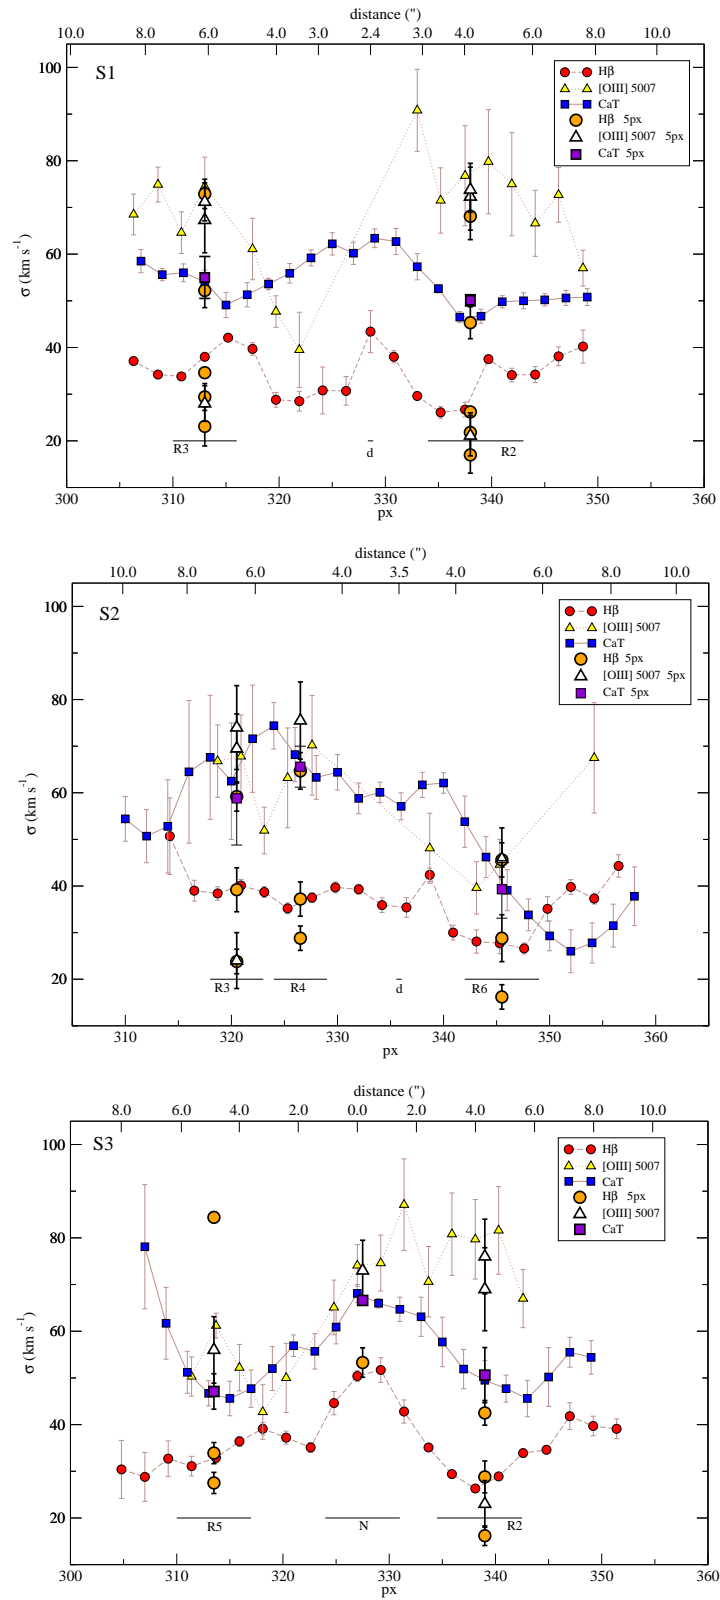 distance (")
10.0 8.0 6.0 4.0 3.0 2.4 3.0 4.0 6.0 8.0 10.0
S1
Hβ
[OIII] 5007
CaT
Hβ 5px
[OIII] 5007 5px
CaT 5px
100
80
60
40
20
σ (km s⁻¹)
R3 d R2
300 310 320 330 340 350 360
px
distance (")
10.0 8.0 6.0 4.0 3.5 4.0 6.0 8.0 10.0
S2
Hβ
[OIII] 5007
CaT
Hβ 5px
[OIII] 5007 5px
CaT 5px
100
80
60
40
20
σ (km s⁻¹)
R3 R4 d R6
310 320 330 340 350 360
px
distance (")
8.0 6.0 4.0 2.0 0.0 2.0 4.0 6.0 8.0 10.0
S3
Hβ
[OIII] 5007
CaT
Hβ 5px
[OIII] 5007
CaT
100
80
60
40
20
σ (km s⁻¹)
R5 N R2
300 310 320 330 340 350 360
px